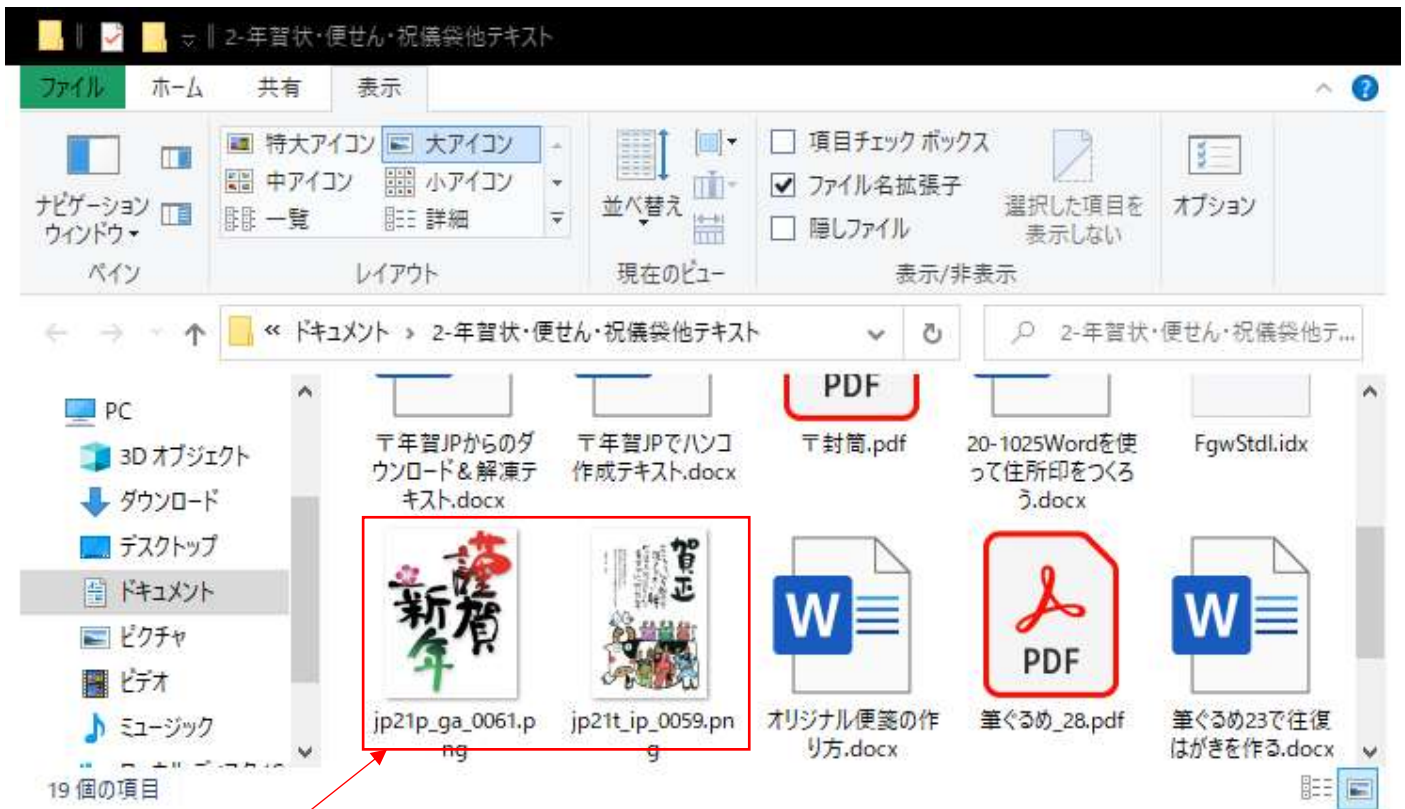 2-年賀状・便せん・祝儀袋他テキスト
ファイル ホーム 共有 表示
特大アイコン 大アイコン
中アイコン 小アイコン
一覧 詳細
ナビゲーション
ウィンドウ
並べ替え
項目チェック ボックス
ファイル名拡張子
隠しファイル
選択した項目を
表示しない
オプション
ペイン レイアウト 現在のビュー 表示/非表示
« ドキュメント › 2-年賀状・便せん・祝儀袋他テキスト
2-年賀状・便せん・祝儀袋他テ...
PC
3D オブジェクト
ダウンロード
デスクトップ
ドキュメント
ピクチャ
ビデオ
ミュージック
PDF
〒年賀JPからのダ
ウンロード&解凍テ
キスト.docx
〒年賀JPでハンコ
作成テキスト.docx
〒封筒.pdf
20-1025Wordを使
って住所印をつくろ
う.docx
FgwStdl.idx
謹賀
新年
jp21p_ga_0061.p
ng
賀正
jp21t_ip_0059.pn
g
W
オリジナル便箋の作
り方.docx
PDF
筆ぐるめ_28.pdf
W
筆ぐるめ23で往復
はがきを作る.docx
19 個の項目